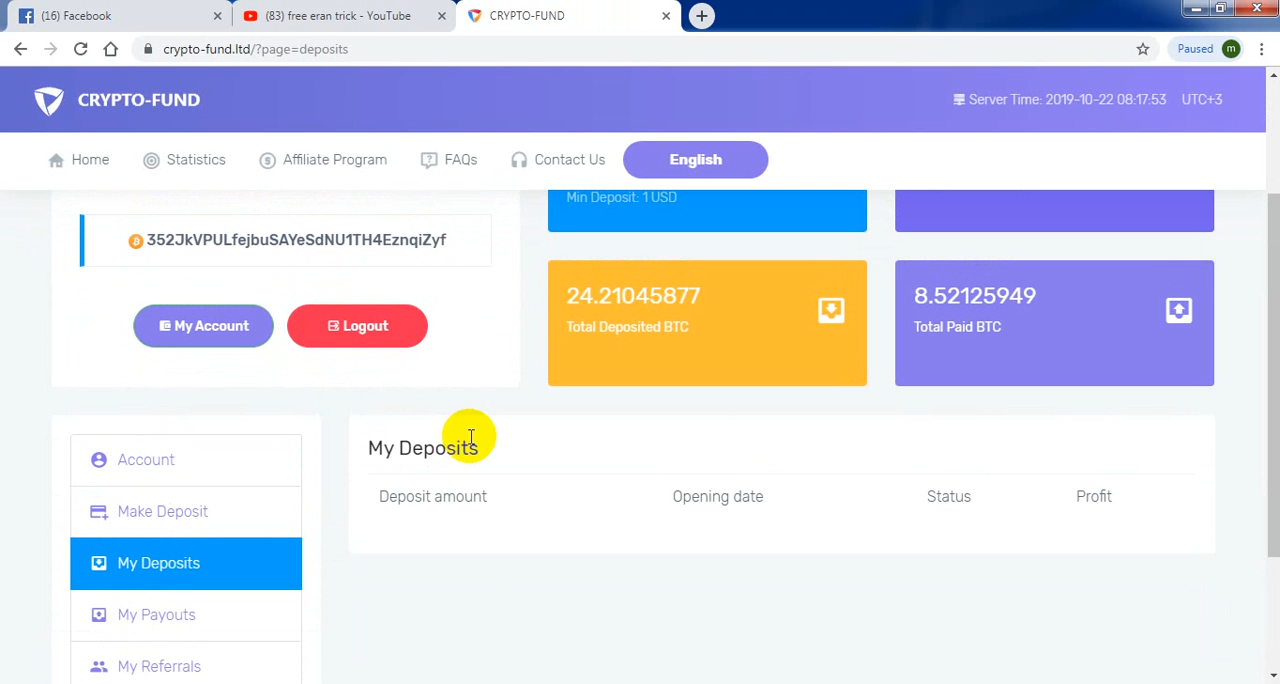 (16) Facebook
(83) free eran trick - YouTube
CRYPTO-FUND
crypto-fund.ltd/?page=deposits
Paused
m
CRYPTO-FUND
Server Time: 2019-10-22 08:17:53 UTC+3
Home
Statistics
Affiliate Program
FAQs
Contact Us
English
Min Deposit: 1 USD
352JkVPULfejbuSAYeSdNU1TH4EznqiZyf
My Account
Logout
24.21045877
Total Deposited BTC
8.52125949
Total Paid BTC
Account
Make Deposit
My Deposits
My Payouts
My Referrals
My Deposits
Deposit amount
Opening date
Status
Profit